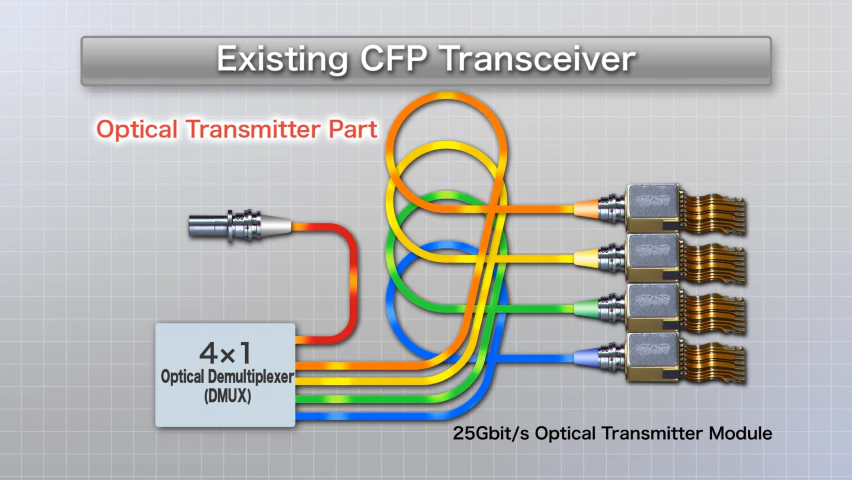 Existing CFP Transceiver
Optical Transmitter Part
4×1
Optical Demultiplexer
(DMUX)
25Gbit/s Optical Transmitter Module